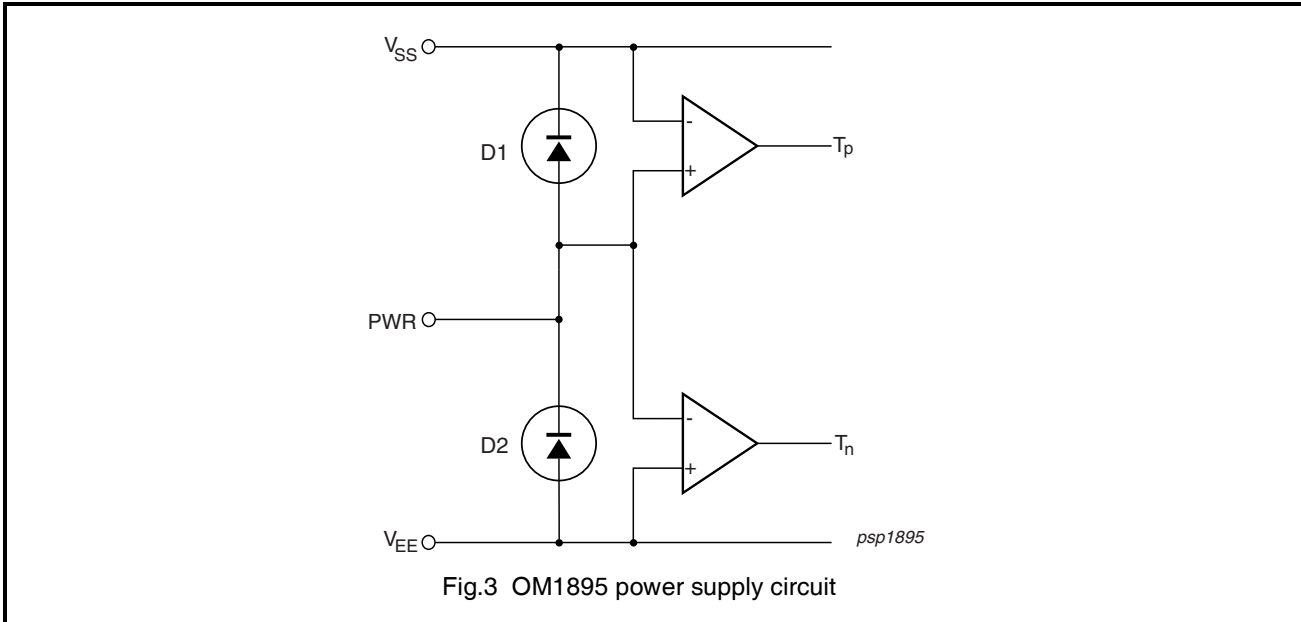 VSS
D1
-
+
Tp
PWR
D2
-
+
Tn
VEE
psp1895
Fig.3 OM1895 power supply circuit